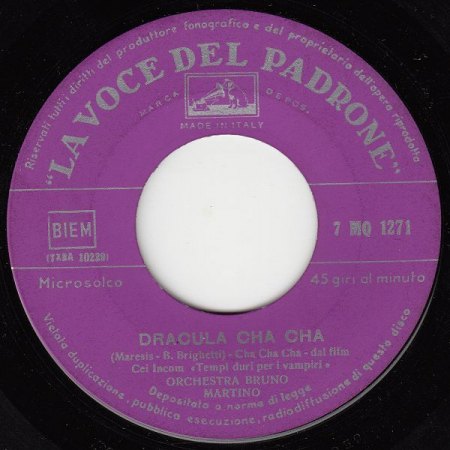 Riservati tutti diritti del produttore fonografico e del proprietario dell'opera riprodotta
"LA VOCE DEL PADRONE"
MARCA DEPOS.
MADE IN ITALY
BIEM
7 MQ 1271
Microsolco
45 giri al minuto
DRACULA CHA CHA
(Maresis - B. Brighetti) - Cha Cha Cha - dal film
Cei Incom «Tempi duri per i vampiri»
ORCHESTRA BRUNO
MARTINO
Depositato a norma di legge
Vietata duplicazione, pubblica esecuzione, radiodiffusione di questo disco